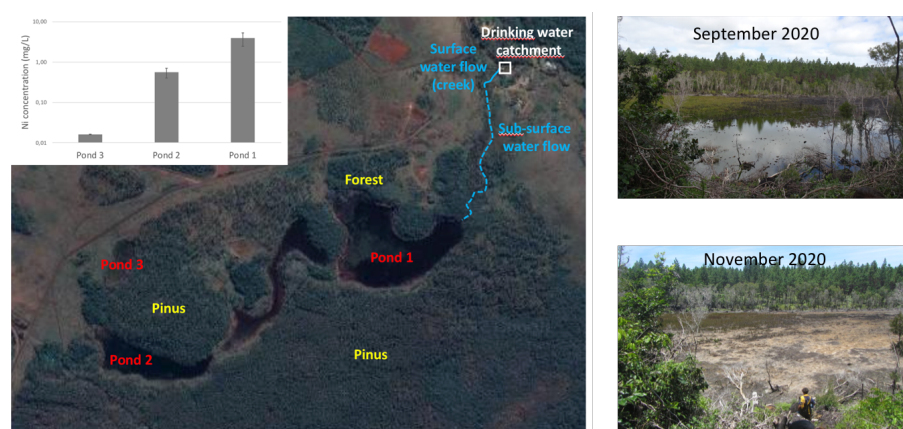 Ni concentration (mg/L)
10,00
1,00
0,10
0,01
Pond 3
Pond 2
Pond 1
Drinking water
catchment
Surface
water flow
(creek)
Sub-surface
water flow
Forest
Pond 1
Pond 3
Pinus
Pond 2
Pinus
September 2020
November 2020